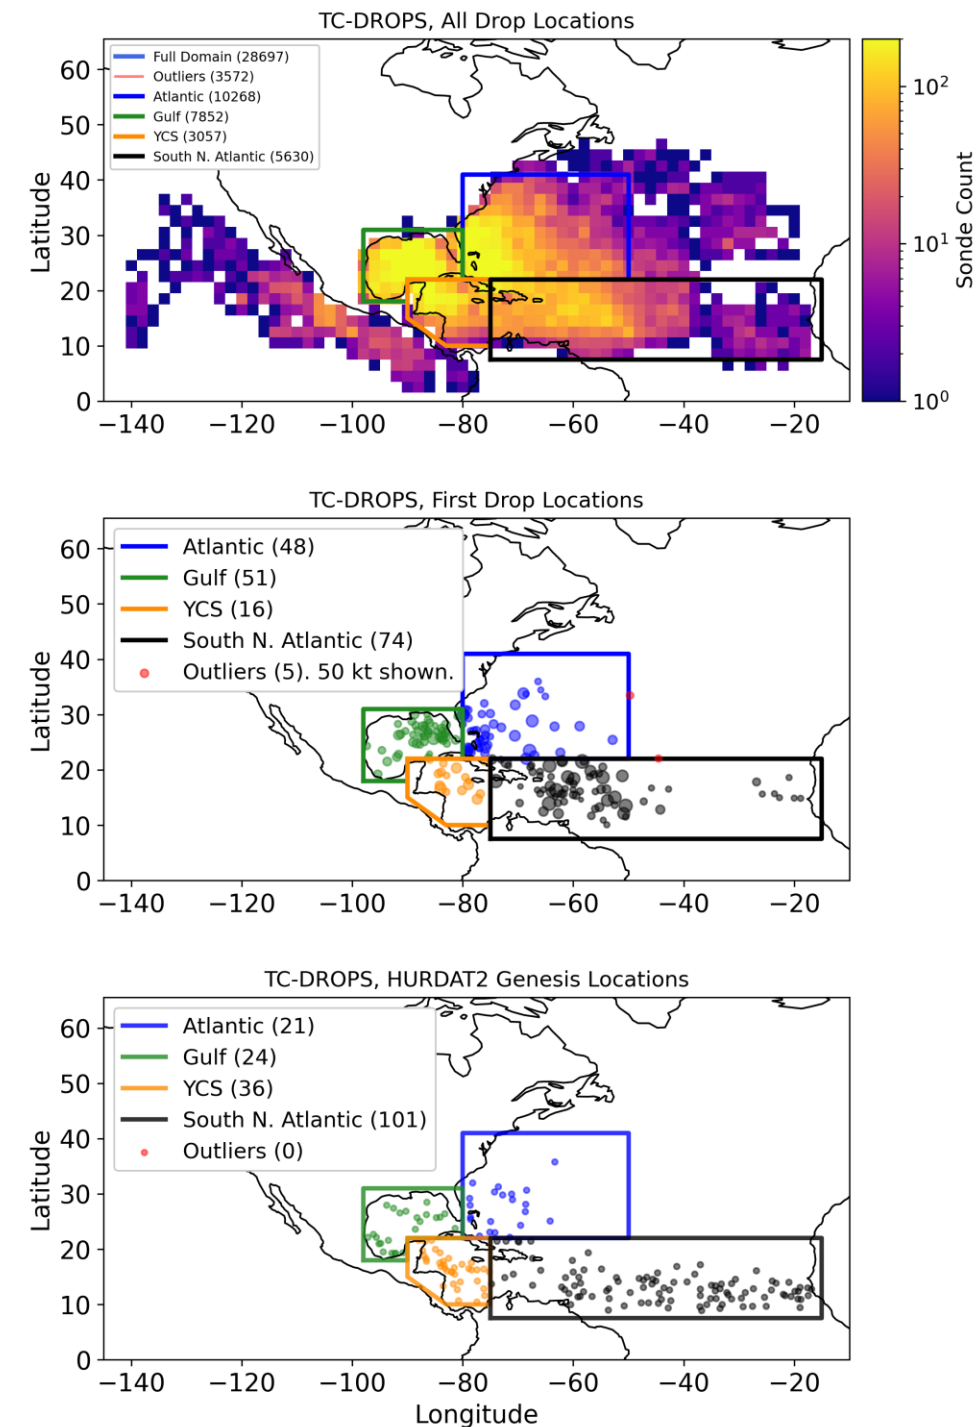 TC-DROPS, All Drop Locations
Full Domain (28697)
Outliers (3572)
Atlantic (10268)
Gulf (7852)
YCS (3057)
South N. Atlantic (5630)
Latitude
60
50
40
30
20
10
0
−140 −120 −100 −80 −60 −40 −20
10²
10¹
10⁰
Sonde Count
TC-DROPS, First Drop Locations
Atlantic (48)
Gulf (51)
YCS (16)
South N. Atlantic (74)
Outliers (5). 50 kt shown.
Latitude
60
50
40
30
20
10
0
−140 −120 −100 −80 −60 −40 −20
TC-DROPS, HURDAT2 Genesis Locations
Atlantic (21)
Gulf (24)
YCS (36)
South N. Atlantic (101)
Outliers (0)
Latitude
60
50
40
30
20
10
0
−140 −120 −100 −80 −60 −40 −20
Longitude